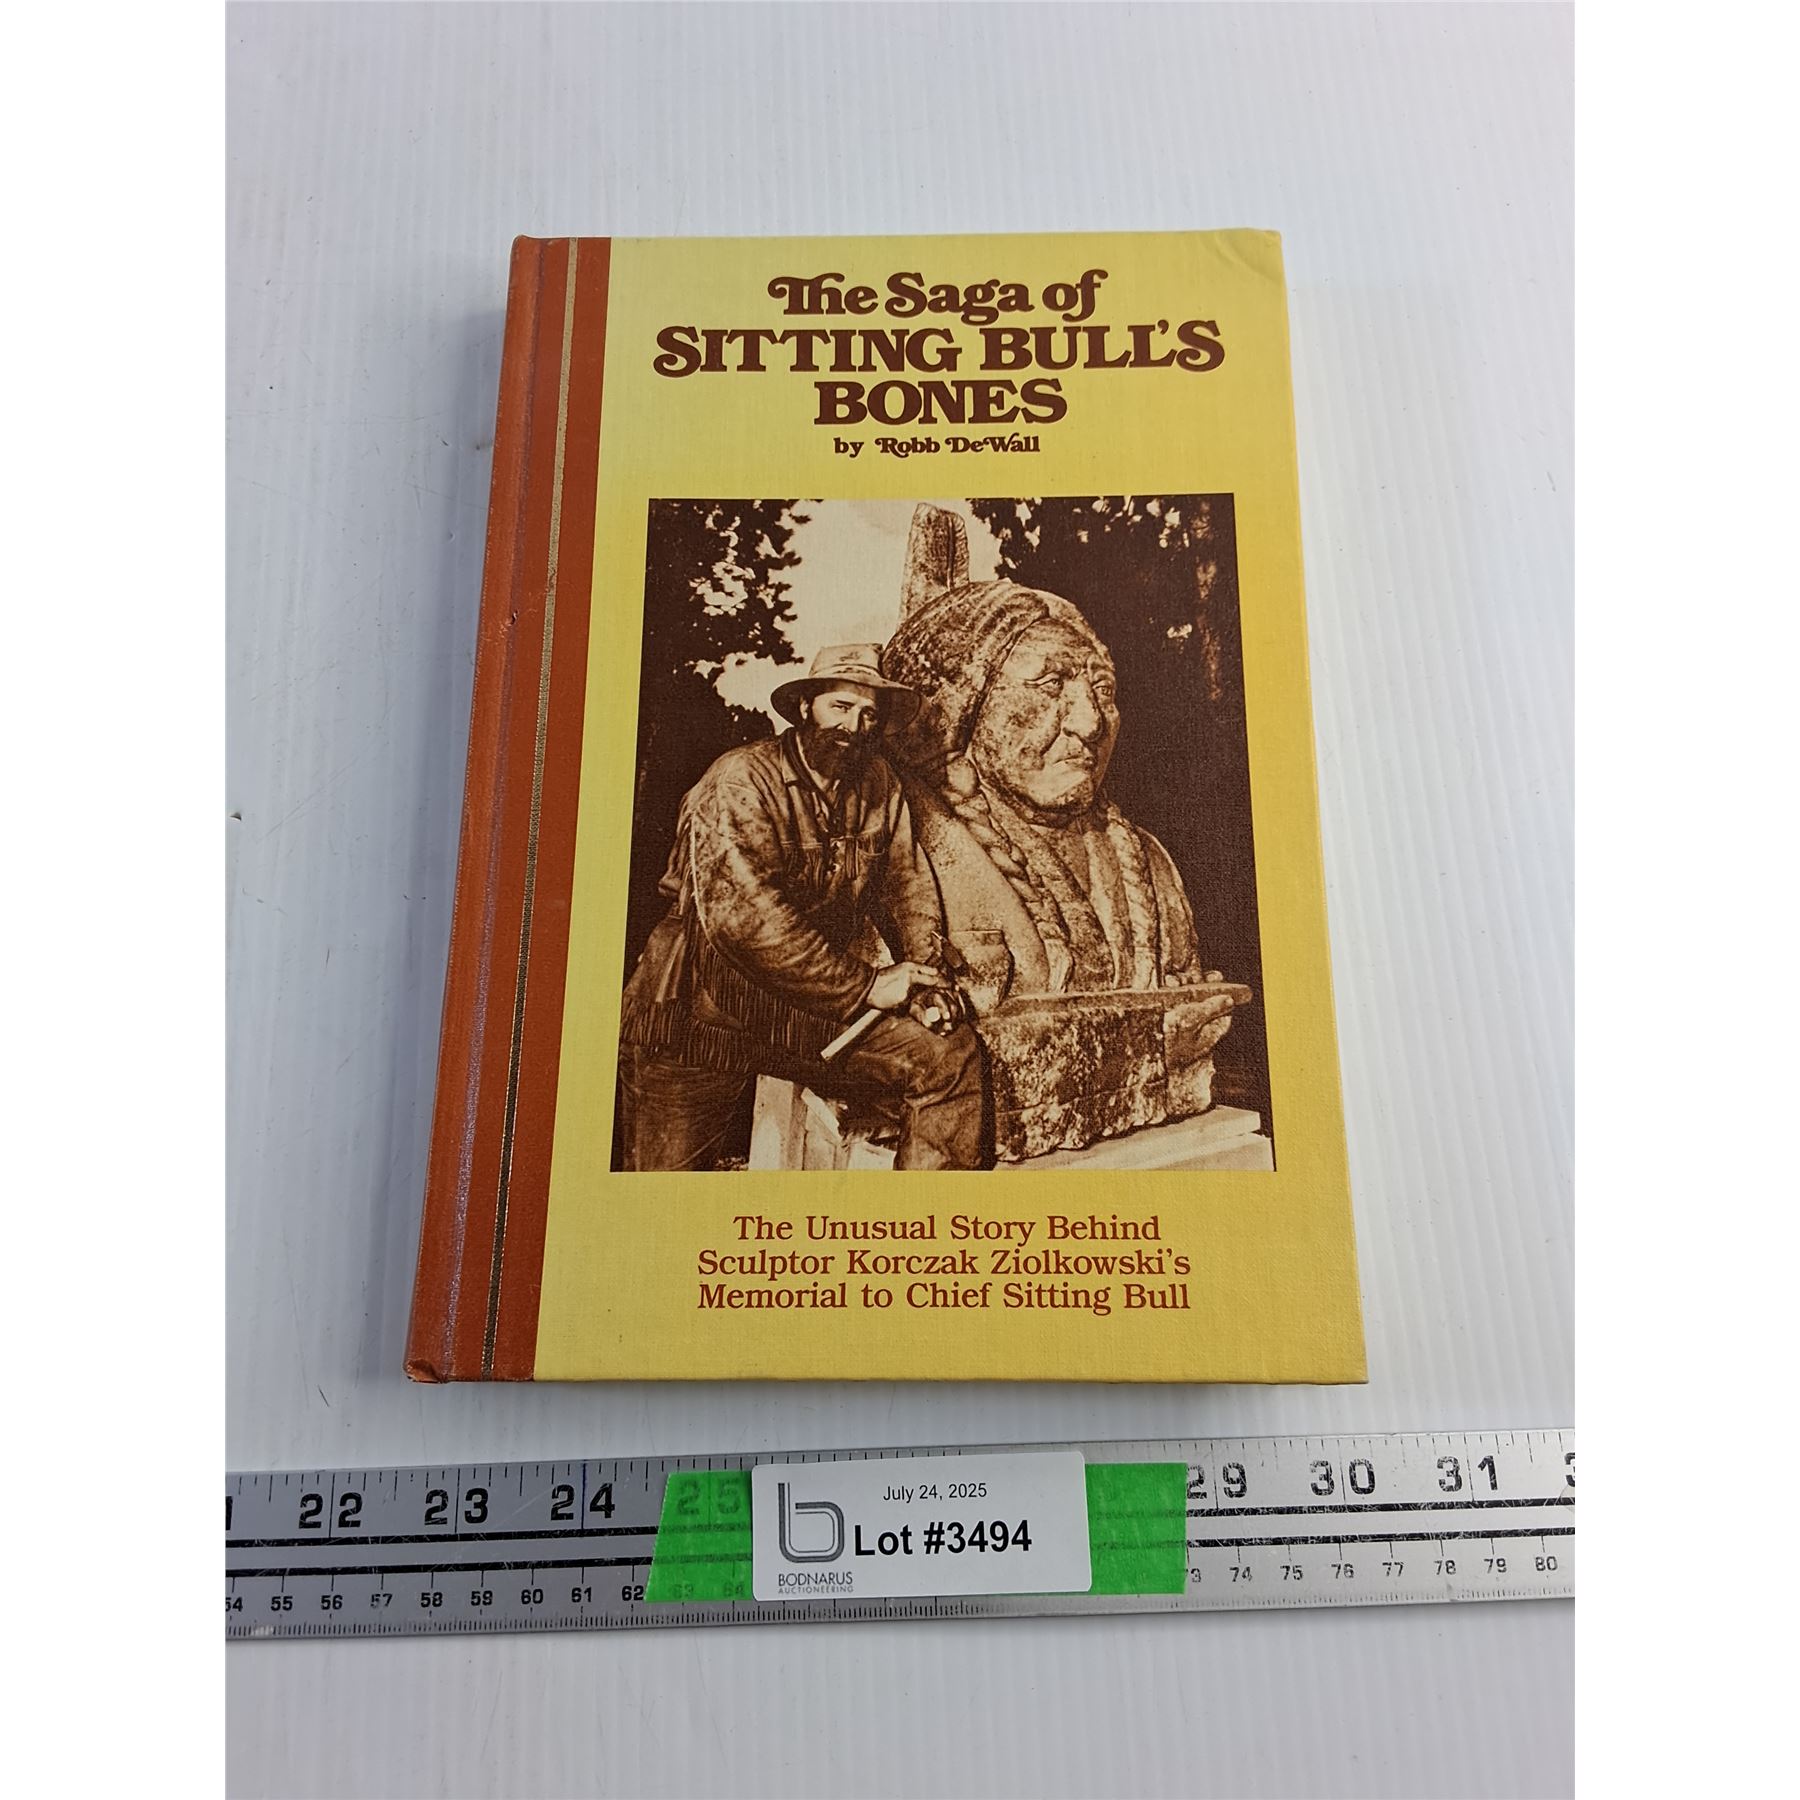 The Saga of
SITTING BULL'S
BONES
by Robb DeWall
The Unusual Story Behind
Sculptor Korczak Ziolkowski's
Memorial to Chief Sitting Bull
22 23 24 25 29 30 31
July 24, 2025
Lot #3494
BODNARUS
AUCTIONEERING
54 55 56 57 58 59 60 61 62 63 64 73 74 75 76 77 78 79 80